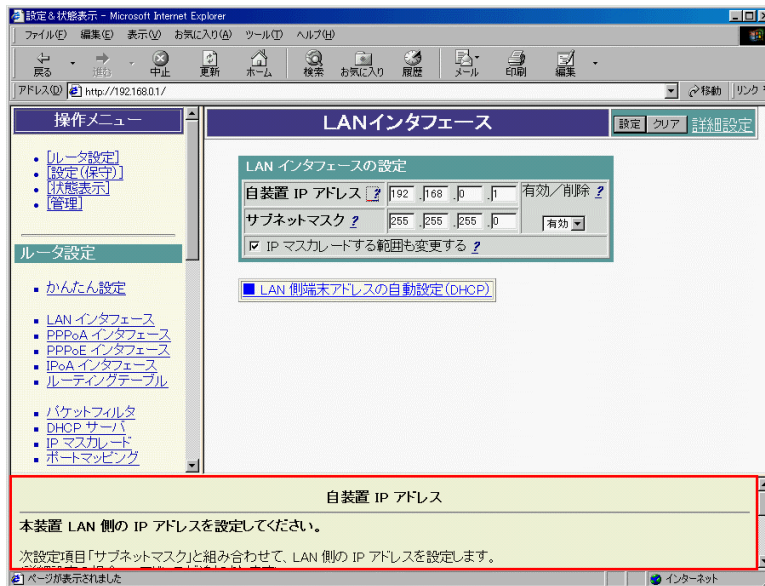 設定＆状態表示 - Microsoft Internet Explorer
ファイル(F) 編集(E) 表示(V) お気に入り(A) ツール(T) ヘルプ(H)
戻る 進む 中止 更新 ホーム 検索 お気に入り 履歴 メール 印刷 編集
アドレス(D) http://192.168.0.1/ 移動 リンク
操作メニュー
[ルータ設定]
[設定(保守)]
[状態表示]
[管理]
ルータ設定
かんたん設定
LAN インタフェース
PPPoA インタフェース
PPPoE インタフェース
IPoA インタフェース
ルーティングテーブル
パケットフィルタ
DHCP サーバ
IP マスカレード
ポートマッピング
LANインタフェース
設定 クリア 詳細設定
LAN インタフェースの設定
自装置 IP アドレス ? 192 .168 .0 .1 有効／削除 ?
サブネットマスク ? 255 .255 .255 .0 有効
IP マスカレードする範囲も変更する ?
LAN 側端末アドレスの自動設定(DHCP)
自装置 IP アドレス
本装置 LAN 側の IP アドレスを設定してください。
次設定項目「サブネットマスク」と組み合わせて、LAN 側の IP アドレスを設定します。
ページが表示されました インターネット